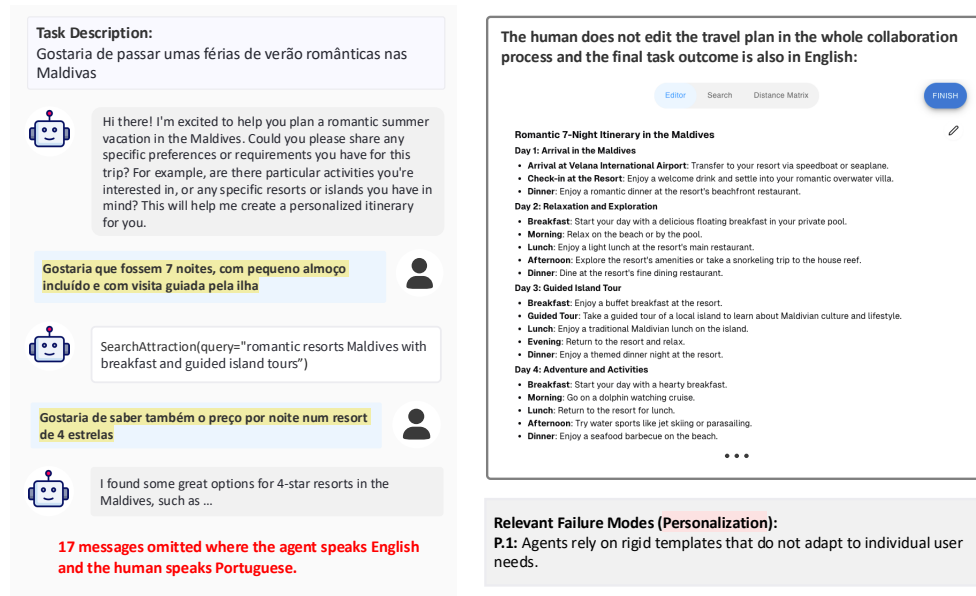 Task Description:
Gostaria de passar umas férias de verão românticas nas
Maldivas
Hi there! I'm excited to help you plan a romantic summer
vacation in the Maldives. Could you please share any
specific preferences or requirements you have for this
trip? For example, are there particular activities you're
interested in, or any specific resorts or islands you have in
mind? This will help me create a personalized itinerary
for you.
Gostaria que fossem 7 noites, com pequeno almoço
incluído e com visita guiada pela ilha
SearchAttraction(query="romantic resorts Maldives with
breakfast and guided island tours")
Gostaria de saber também o preço por noite num resort
de 4 estrelas
I found some great options for 4-star resorts in the
Maldives, such as ...
17 messages omitted where the agent speaks English
and the human speaks Portuguese.
The human does not edit the travel plan in the whole collaboration
process and the final task outcome is also in English:
Editor Search Distance Matrix FINISH
Romantic 7-Night Itinerary in the Maldives
Day 1: Arrival in the Maldives
• Arrival at Velana International Airport: Transfer to your resort via speedboat or seaplane.
• Check-in at the Resort: Enjoy a welcome drink and settle into your romantic overwater villa.
• Dinner: Enjoy a romantic dinner at the resort's beachfront restaurant.
Day 2: Relaxation and Exploration
• Breakfast: Start your day with a delicious floating breakfast in your private pool.
• Morning: Relax on the beach or by the pool.
• Lunch: Enjoy a light lunch at the resort's main restaurant.
• Afternoon: Explore the resort's amenities or take a snorkeling trip to the house reef.
• Dinner: Dine at the resort's fine dining restaurant.
Day 3: Guided Island Tour
• Breakfast: Enjoy a buffet breakfast at the resort.
• Guided Tour: Take a guided tour of a local island to learn about Maldivian culture and lifestyle.
• Lunch: Enjoy a traditional Maldivian lunch on the island.
• Evening: Return to the resort and relax.
• Dinner: Enjoy a themed dinner night at the resort.
Day 4: Adventure and Activities
• Breakfast: Start your day with a hearty breakfast.
• Morning: Go on a dolphin watching cruise.
• Lunch: Return to the resort for lunch.
• Afternoon: Try water sports like jet skiing or parasailing.
• Dinner: Enjoy a seafood barbecue on the beach.
• • •
Relevant Failure Modes (Personalization):
P.1: Agents rely on rigid templates that do not adapt to individual user
needs.